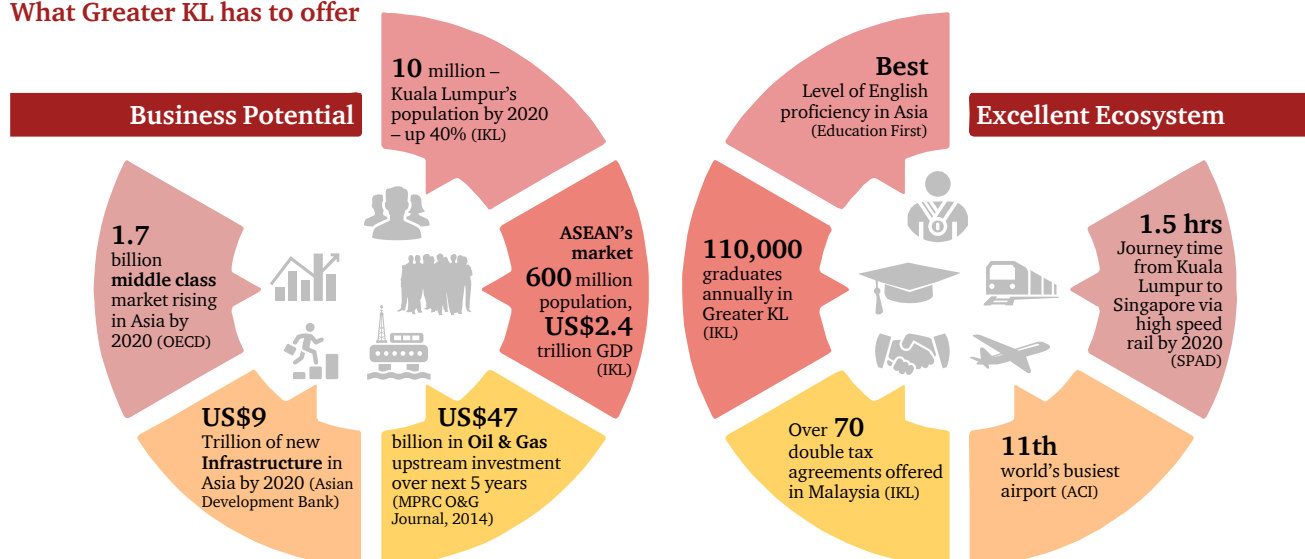 What Greater KL has to offer
Business Potential
10 million –
Kuala Lumpur's
population by 2020
– up 40% (IKL)
ASEAN's
market
600 million
population,
US$2.4
trillion GDP
(IKL)
US$47
billion in Oil & Gas
upstream investment
over next 5 years
(MPRC O&G
Journal, 2014)
US$9
Trillion of new
Infrastructure in
Asia by 2020 (Asian
Development Bank)
1.7
billion
middle class
market rising
in Asia by
2020 (OECD)
Excellent Ecosystem
Best
Level of English
proficiency in Asia
(Education First)
110,000
graduates
annually in
Greater KL
(IKL)
Over 70
double tax
agreements offered
in Malaysia (IKL)
11th
world's busiest
airport (ACI)
1.5 hrs
Journey time
from Kuala
Lumpur to
Singapore via
high speed
rail by 2020
(SPAD)